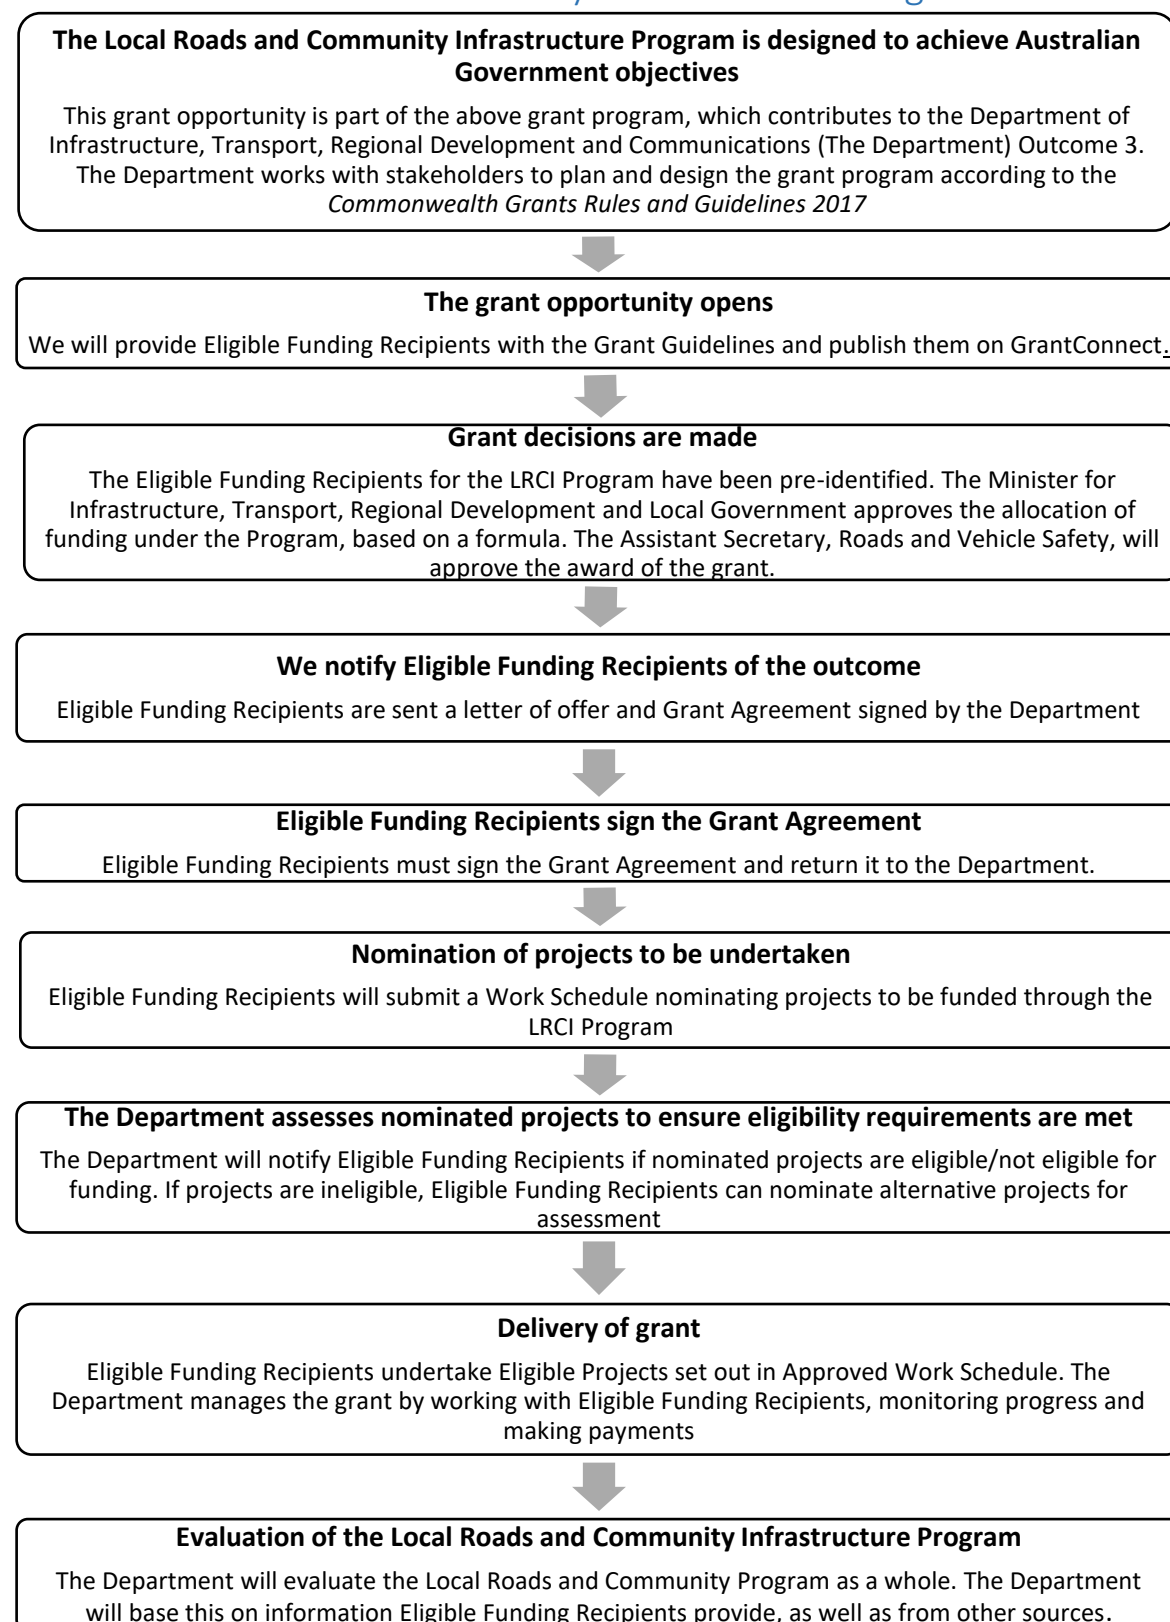 The Local Roads and Community Infrastructure Program is designed to achieve Australian
Government objectives
This grant opportunity is part of the above grant program, which contributes to the Department of
Infrastructure, Transport, Regional Development and Communications (The Department) Outcome 3.
The Department works with stakeholders to plan and design the grant program according to the
Commonwealth Grants Rules and Guidelines 2017
The grant opportunity opens
We will provide Eligible Funding Recipients with the Grant Guidelines and publish them on GrantConnect.
Grant decisions are made
The Eligible Funding Recipients for the LRCI Program have been pre-identified. The Minister for
Infrastructure, Transport, Regional Development and Local Government approves the allocation of
funding under the Program, based on a formula. The Assistant Secretary, Roads and Vehicle Safety, will
approve the award of the grant.
We notify Eligible Funding Recipients of the outcome
Eligible Funding Recipients are sent a letter of offer and Grant Agreement signed by the Department
Eligible Funding Recipients sign the Grant Agreement
Eligible Funding Recipients must sign the Grant Agreement and return it to the Department.
Nomination of projects to be undertaken
Eligible Funding Recipients will submit a Work Schedule nominating projects to be funded through the
LRCI Program
The Department assesses nominated projects to ensure eligibility requirements are met
The Department will notify Eligible Funding Recipients if nominated projects are eligible/not eligible for
funding. If projects are ineligible, Eligible Funding Recipients can nominate alternative projects for
assessment
Delivery of grant
Eligible Funding Recipients undertake Eligible Projects set out in Approved Work Schedule. The
Department manages the grant by working with Eligible Funding Recipients, monitoring progress and
making payments
Evaluation of the Local Roads and Community Infrastructure Program
The Department will evaluate the Local Roads and Community Program as a whole. The Department
will base this on information Eligible Funding Recipients provide, as well as from other sources.